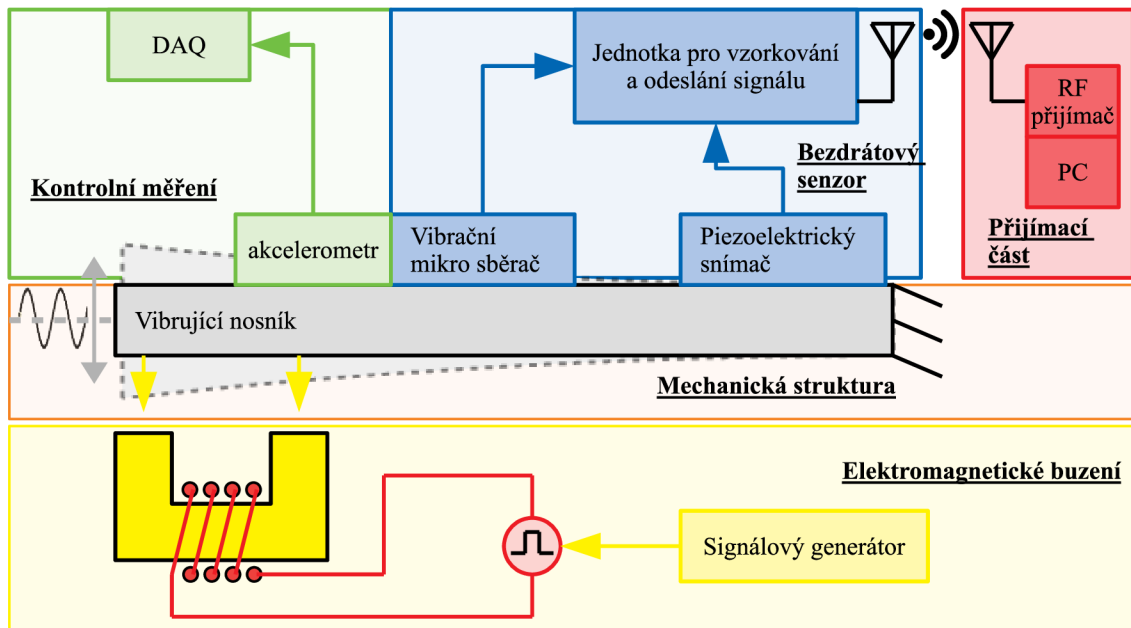 DAQ
Jednotka pro vzorkování
a odeslání signálu
RF
přijímač
PC
Bezdrátový
senzor
Kontrolní měření
akcelerometr
Vibrační
mikro sběrač
Piezoelektrický
snímač
Přijímací
část
Vibrující nosník
Mechanická struktura
Elektromagnetické buzení
Signálový generátor